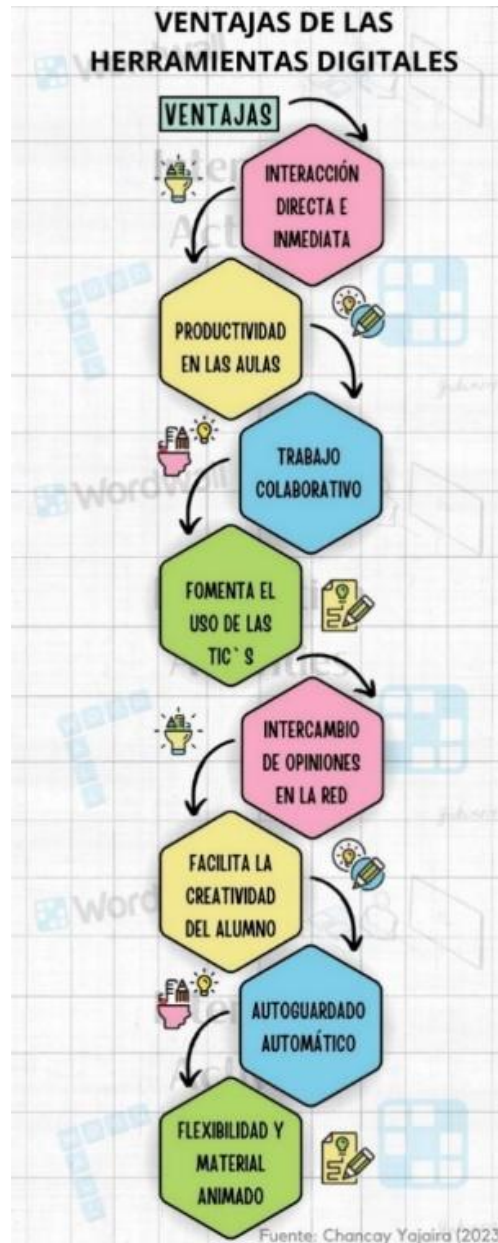 VENTAJAS DE LAS
HERRAMIENTAS DIGITALES
VENTAJAS
INTERACCIÓN
DIRECTA E
INMEDIATA
PRODUCTIVIDAD
EN LAS AULAS
TRABAJO
COLABORATIVO
FOMENTA EL
USO DE LAS
TIC`S
INTERCAMBIO
DE OPINIONES
EN LA RED
FACILITA LA
CREATIVIDAD
DEL ALUMNO
AUTOGUARDADO
AUTOMÁTICO
FLEXIBILIDAD Y
MATERIAL
ANIMADO
Wordwall
Wordwall
Fuente: Chancay Yajaira (2023